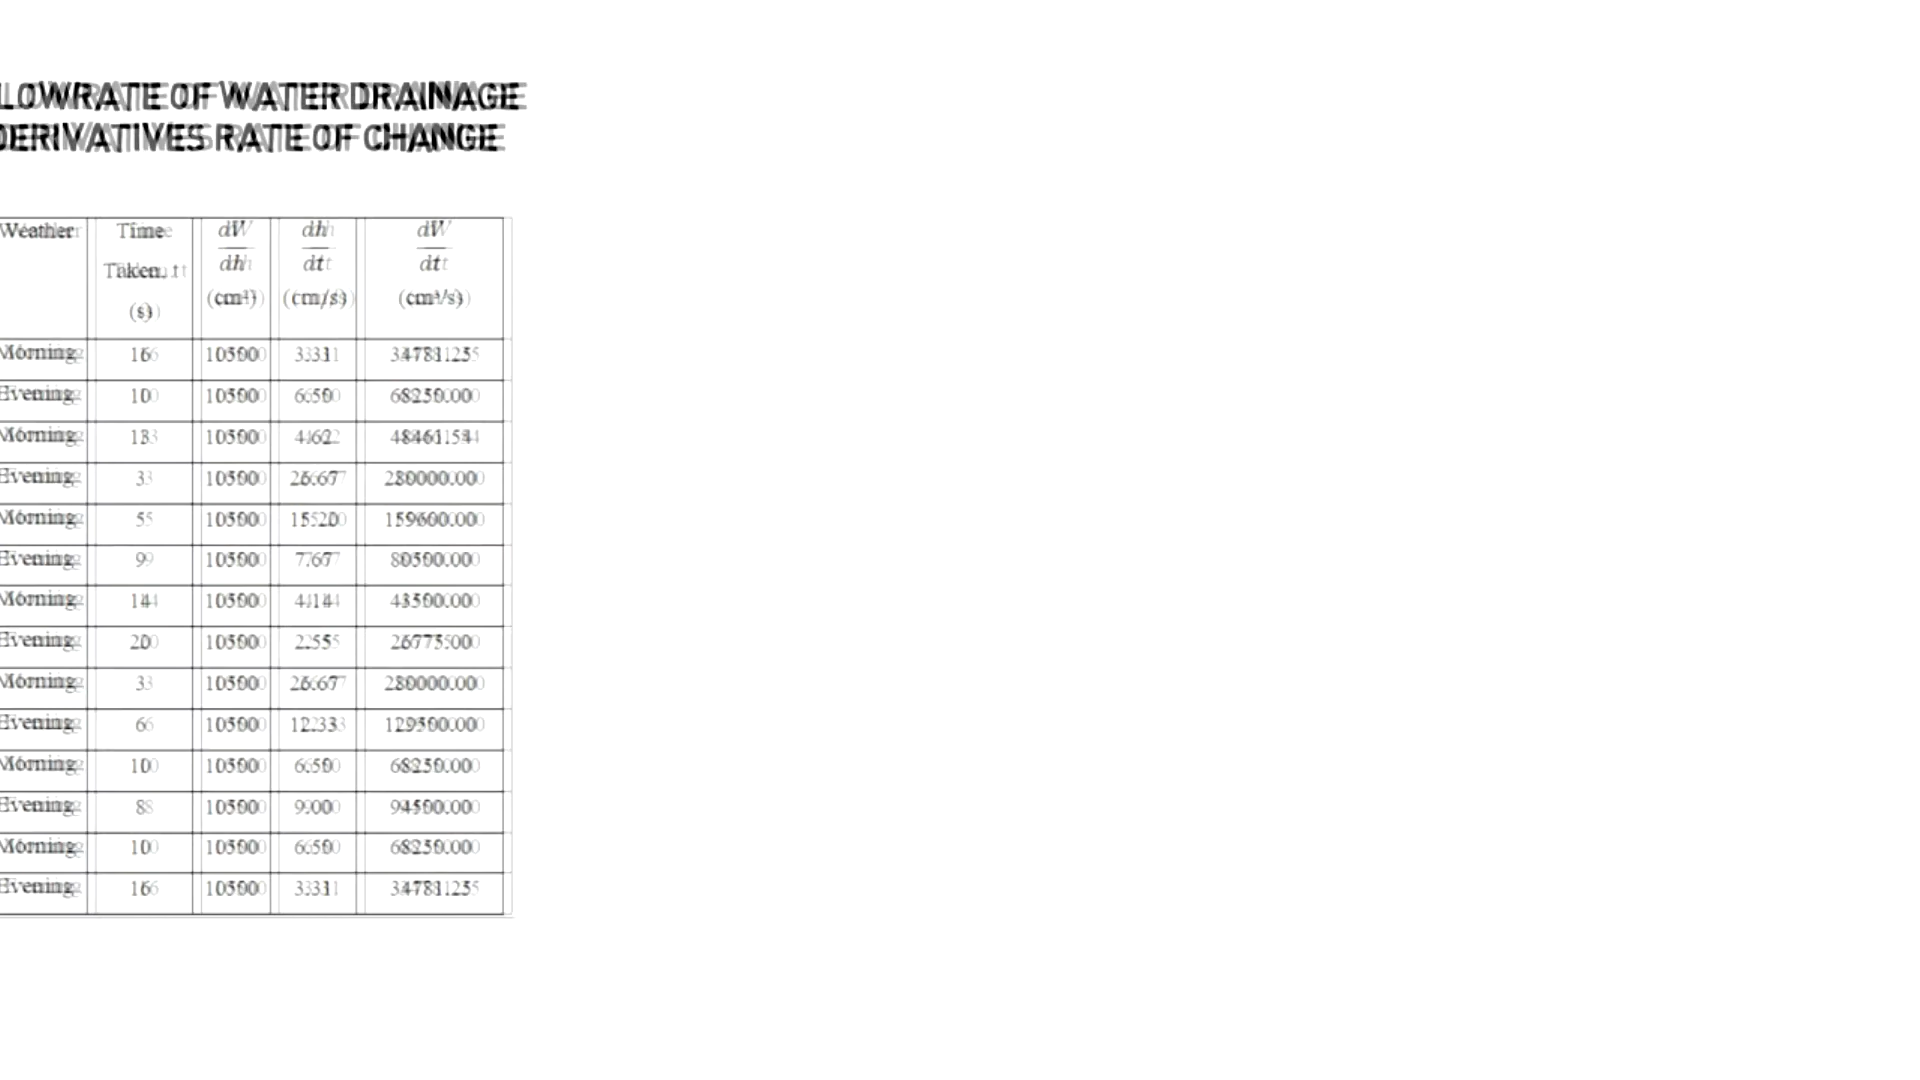 LOWRATE OF WATER DRAINAGE
DERIVATIVES RATE OF CHANGE
Weather Time Taken, t (s) dV/dh (cm²) dh/dt (cm/s) dV/dt (cm³/s)
Morning 16 10500 3.31 34781.25
Evening 10 10500 6.50 68250.00
Morning 13 10500 4.62 48461.54
Evening 3 10500 26.67 280000.00
Morning 5 10500 15.20 159600.00
Evening 9 10500 7.67 80500.00
Morning 14 10500 4.14 43500.00
Evening 20 10500 2.55 26775.00
Morning 3 10500 26.67 280000.00
Evening 6 10500 12.33 129500.00
Morning 10 10500 6.50 68250.00
Evening 8 10500 9.00 94500.00
Morning 10 10500 6.50 68250.00
Evening 16 10500 3.31 34781.25